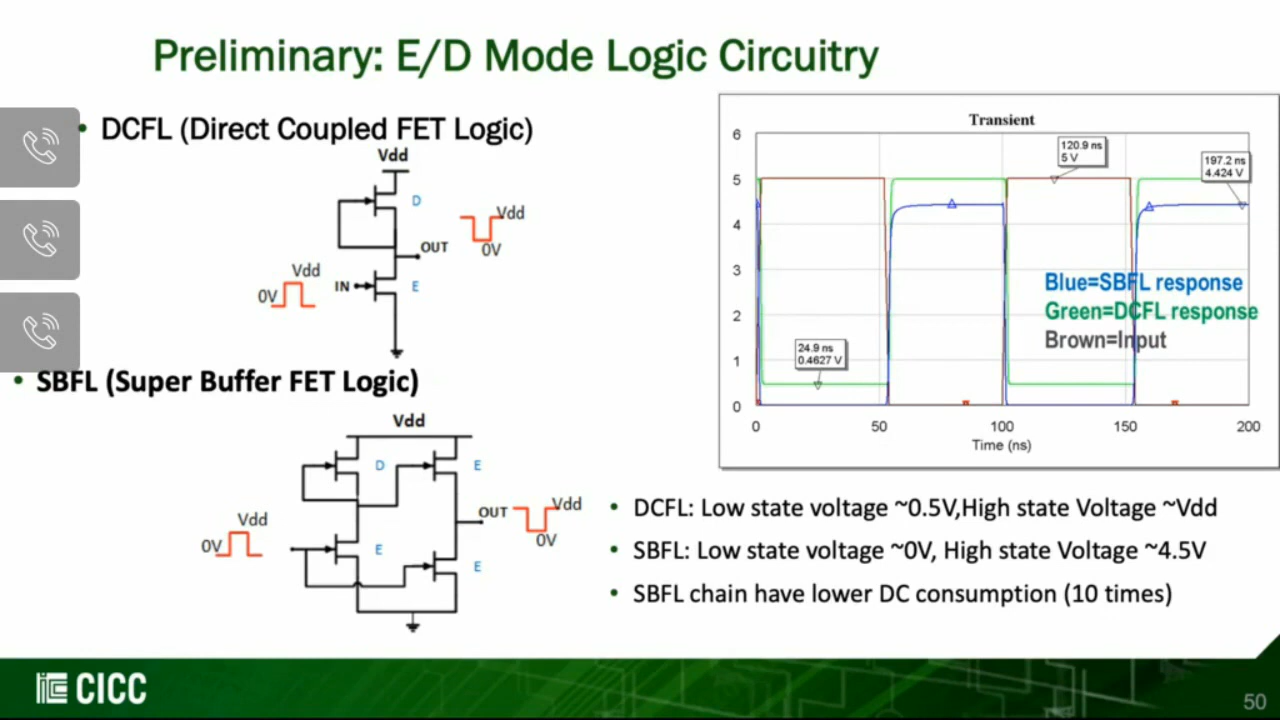 Preliminary: E/D Mode Logic Circuitry
• DCFL (Direct Coupled FET Logic)
Vdd
D
Vdd
0V
OUT
Vdd
0V
IN
E
• SBFL (Super Buffer FET Logic)
Vdd
D
E
Vdd
0V
OUT
Vdd
0V
E
E
Transient
6
5
4
3
2
1
0
120.9 ns
5 V
197.2 ns
4.424 V
24.9 ns
0.4627 V
Blue=SBFL response
Green=DCFL response
Brown=Input
0 50 100 150 200
Time (ns)
• DCFL: Low state voltage ~0.5V,High state Voltage ~Vdd
• SBFL: Low state voltage ~0V, High state Voltage ~4.5V
• SBFL chain have lower DC consumption (10 times)
CICC
50